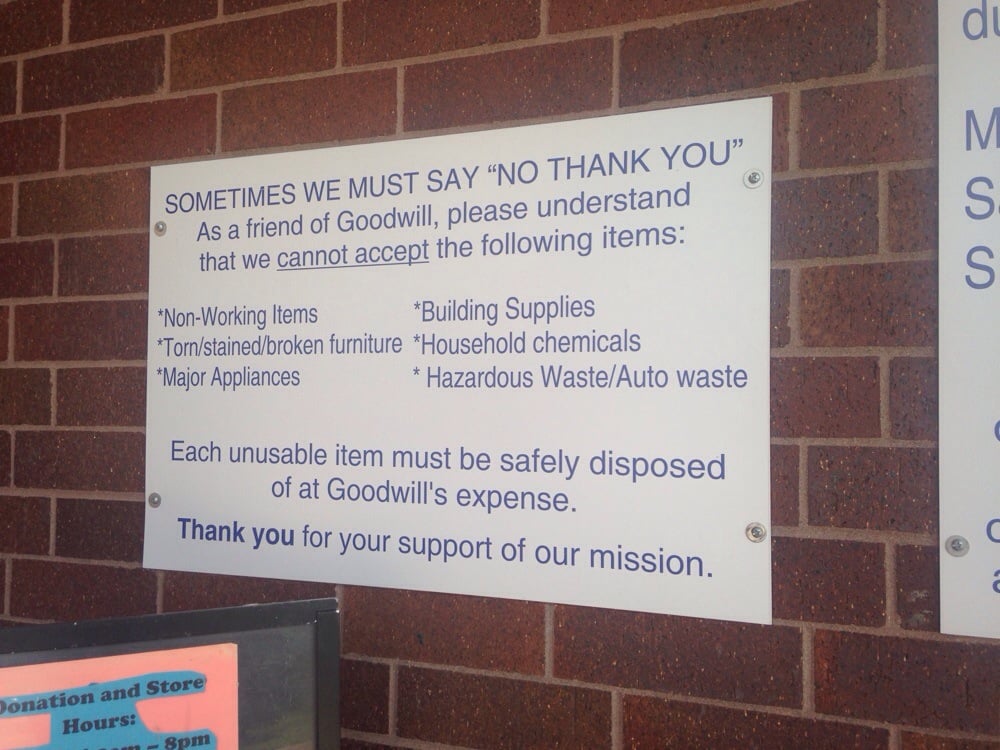 SOMETIMES WE MUST SAY “NO THANK YOU”
As a friend of Goodwill, please understand
that we cannot accept the following items:
*Non-Working Items
*Torn/stained/broken furniture
*Major Appliances
*Building Supplies
*Household chemicals
* Hazardous Waste/Auto waste
Each unusable item must be safely disposed
of at Goodwill's expense.
Thank you for your support of our mission.
Donation and Store
Hours:
– 8pm